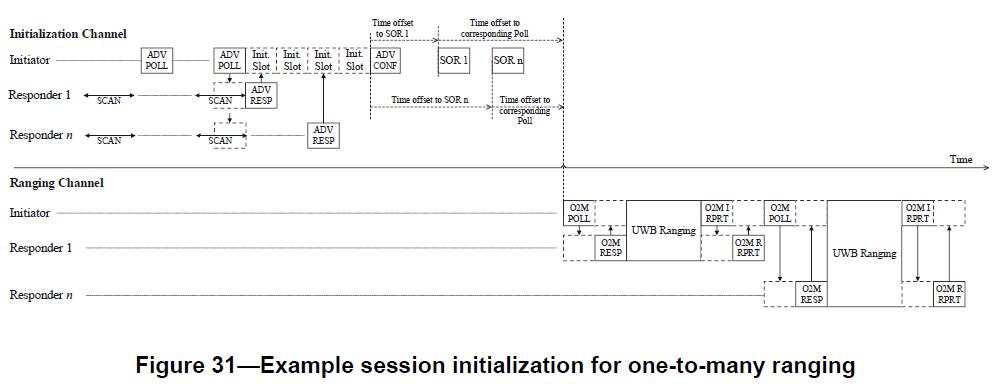 Time offset
to SOR 1
Time offset to
corresponding Poll
Initialization Channel
Initiator
ADV
POLL
ADV
POLL
Init.
Slot
Init.
Slot
Init.
Slot
Init.
Slot
ADV
CONF
SOR 1
SOR n
Responder 1
SCAN
SCAN
ADV
RESP
Time offset to SOR n
Time offset to
corresponding
Poll
Responder n
SCAN
SCAN
ADV
RESP
Time
Ranging Channel
Initiator
O2M
POLL
UWB Ranging
O2M I
RPRT
O2M
POLL
UWB Ranging
O2M I
RPRT
Responder 1
O2M
RESP
O2M R
RPRT
Responder n
O2M
RESP
O2M R
RPRT
Figure 31—Example session initialization for one-to-many ranging